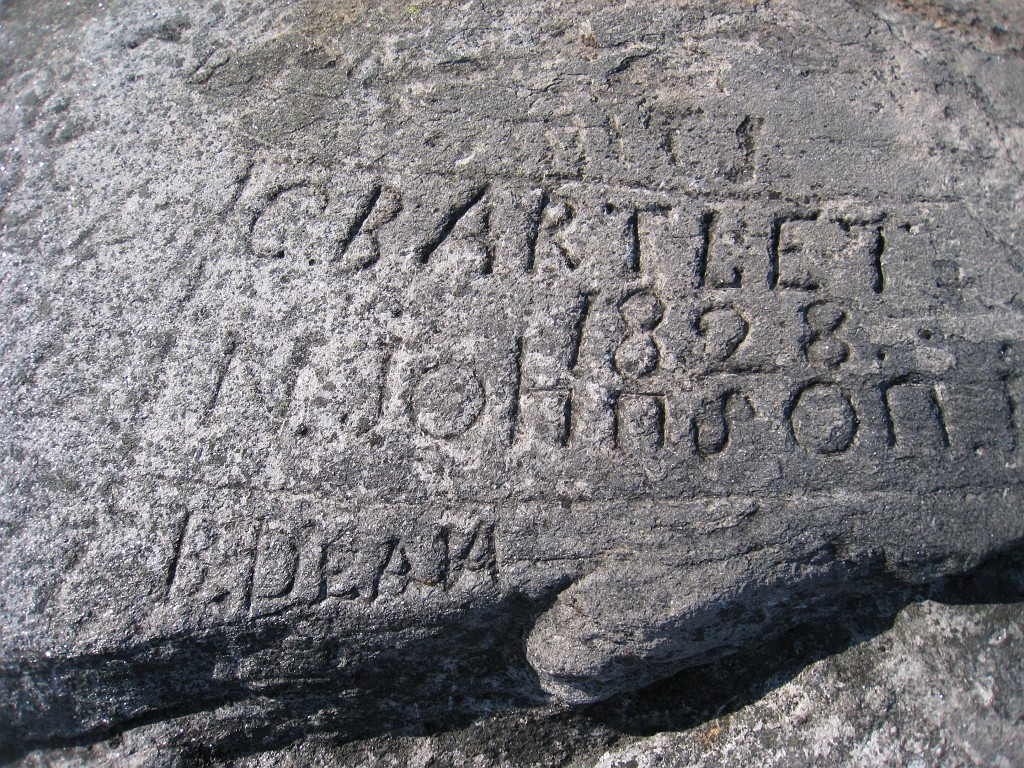 C. BARTLET
1828.
N. JOHNSON.
B. DEAN